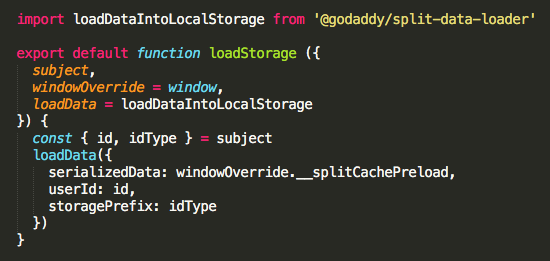 import loadDataIntoLocalStorage from '@godaddy/split-data-loader'

export default function loadStorage ({
  subject,
  windowOverride = window,
  loadData = loadDataIntoLocalStorage
}) {
  const { id, idType } = subject
  loadData({
    serializedData: windowOverride.__splitCachePreload,
    userId: id,
    storagePrefix: idType
  })
}